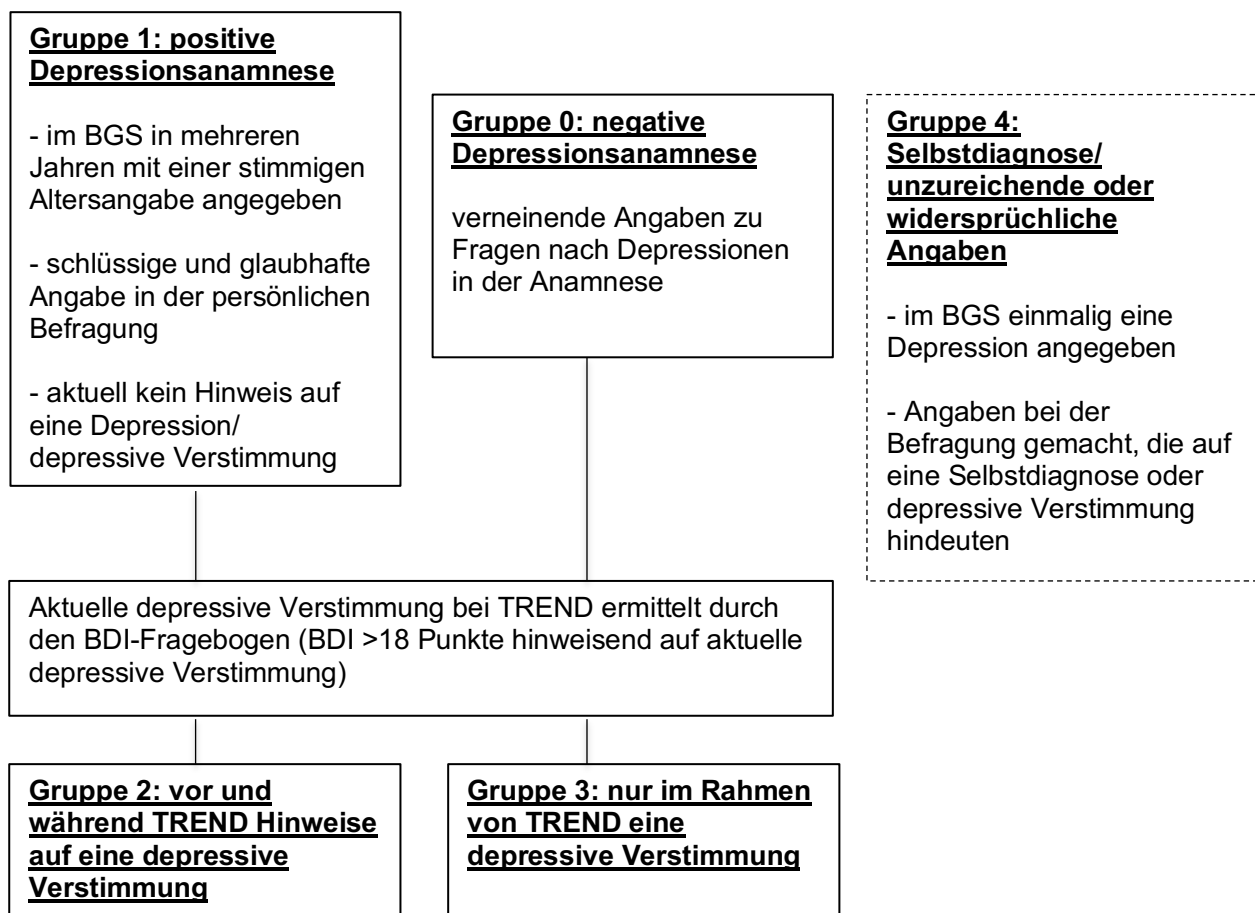 Gruppe 1: positive
Depressionsanamnese
- im BGS in mehreren
Jahren mit einer stimmigen
Altersangabe angegeben
- schlüssige und glaubhafte
Angabe in der persönlichen
Befragung
- aktuell kein Hinweis auf
eine Depression/
depressive Verstimmung
Gruppe 0: negative
Depressionsanamnese
verneinende Angaben zu
Fragen nach Depressionen
in der Anamnese
Gruppe 4:
Selbstdiagnose/
unzureichende oder
widersprüchliche
Angaben
- im BGS einmalig eine
Depression angegeben
- Angaben bei der
Befragung gemacht, die auf
eine Selbstdiagnose oder
depressive Verstimmung
hindeuten
Aktuelle depressive Verstimmung bei TREND ermittelt durch
den BDI-Fragebogen (BDI >18 Punkte hinweisend auf aktuelle
depressive Verstimmung)
Gruppe 2: vor und
während TREND Hinweise
auf eine depressive
Verstimmung
Gruppe 3: nur im Rahmen
von TREND eine
depressive Verstimmung